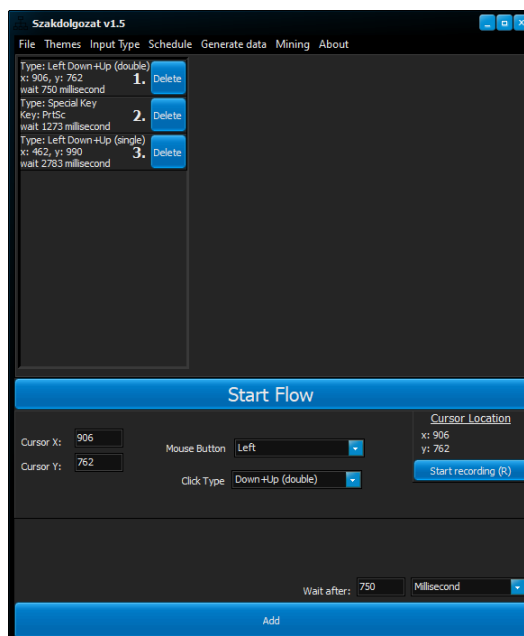 Szakdolgozat v1.5
File Themes Input Type Schedule Generate data Mining About
Type: Left Down+Up (double)
x: 906, y: 762
1.
Delete
wait 750 millisecond
Type: Special Key
Key: PrtSc
2.
Delete
wait 1273 millisecond
Type: Left Down+Up (single)
x: 462, y: 990
3.
Delete
wait 2783 millisecond
Start Flow
Cursor Location
x: 906
y: 762
Start recording (R)
Cursor X: 906
Cursor Y: 762
Mouse Button Left
Click Type Down+Up (double)
Wait after: 750 Millisecond
Add